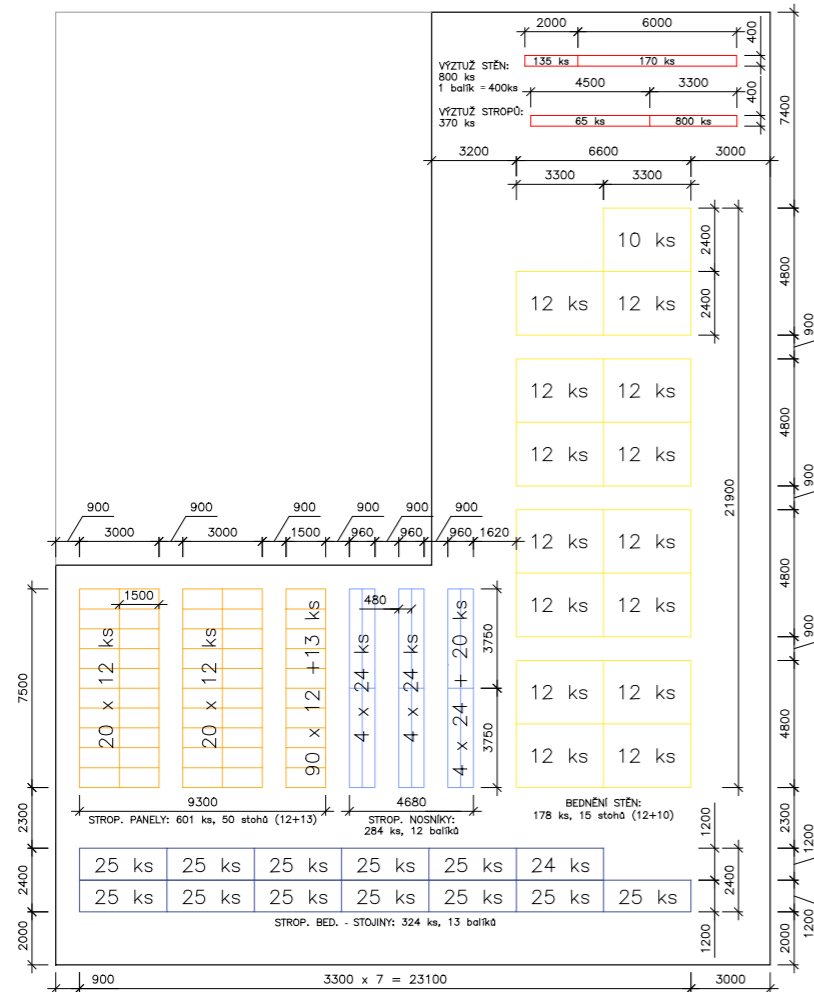 2000
6000
400
VÝZTUŽ STĚN:
800 ks
1 balík = 400ks
135 ks
170 ks
4500
3300
400
7400
VÝZTUŽ STROPŮ:
370 ks
65 ks
800 ks
3200
6600
3000
3300
3300
10 ks
2400
4800
12 ks
12 ks
2400
900
12 ks
12 ks
4800
12 ks
12 ks
21900
900
900
900
900
900
900
900
3000
3000
1500
960
960
960
1620
12 ks
12 ks
4800
12 ks
12 ks
900
1500
480
7500
20 x 12 ks
20 x 12 ks
90 x 12 +13 ks
4 x 24 ks
4 x 24 ks
4 x 24 + 20 ks
3750
3750
12 ks
12 ks
4800
12 ks
12 ks
9300
4680
STROP. PANELY: 601 ks, 50 stohů (12+13)
STROP. NOSNÍKY:
284 ks, 12 balíků
BEDNĚNÍ STĚN:
178 ks, 15 stohů (12+10)
2300
1200
2300
1200
25 ks
25 ks
25 ks
25 ks
25 ks
24 ks
2400
2400
25 ks
25 ks
25 ks
25 ks
25 ks
25 ks
25 ks
STROP. BED. - STOJINY: 324 ks, 13 balíků
2000
1200
2000
1200
900
3300 x 7 = 23100
3000